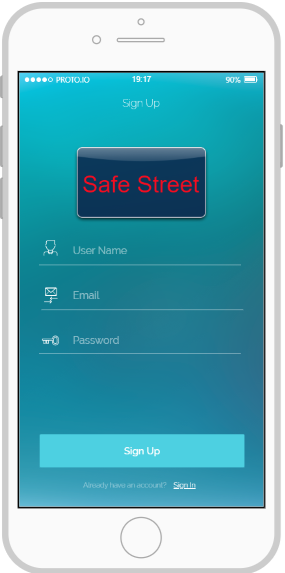 PROTO.IO 19:17 90%
Sign Up
Safe Street
User Name
Email
Password
Sign Up
Already have an account? Sign in